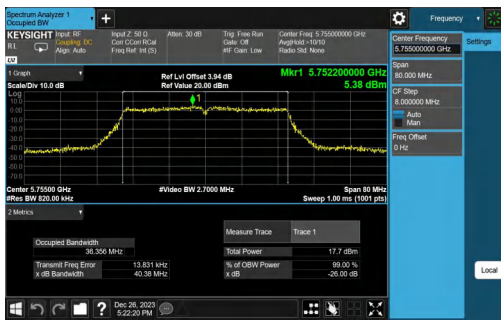 Spectrum Analyzer 1
Occupied BW
+
Frequency
KEYSIGHT
RL
Input: RF
Coupling: DC
Align: Auto
Input Z: 50 Ω
Corr CCorr RCal
Freq Ref: Int (S)
Atten: 30 dB
Trig: Free Run
Gate: Off
#IF Gain: Low
Center Freq: 5.755000000 GHz
Avg|Hold:>10/10
Radio Std: None
Center Frequency
5.755000000 GHz
Settings
Span
80.000 MHz
CF Step
8.000000 MHz
Auto
Man
Freq Offset
0 Hz
Local
1 Graph
Scale/Div 10.0 dB
Ref Lvl Offset 3.94 dB
Ref Value 20.00 dBm
Mkr1 5.752200000 GHz
5.38 dBm
Log
10.0
0.00
-10.0
-20.0
-30.0
-40.0
-50.0
-60.0
-70.0
1
Center 5.75500 GHz
#Res BW 820.00 kHz
#Video BW 2.7000 MHz
Span 80 MHz
Sweep 1.00 ms (1001 pts)
2 Metrics
Measure Trace Trace 1
Occupied Bandwidth
36.356 MHz
Total Power 17.7 dBm
Transmit Freq Error 13.831 kHz
% of OBW Power 99.00 %
x dB Bandwidth 40.38 MHz
x dB -26.00 dB
?
Dec 26, 2023
5:22:20 PM